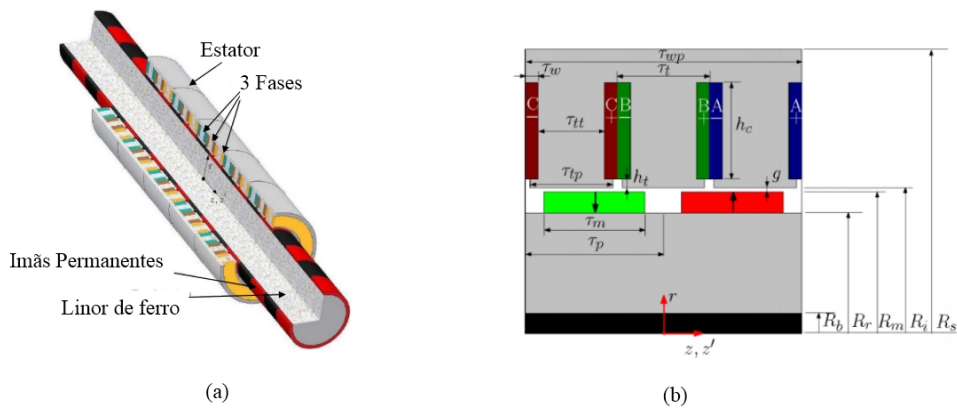 Estator
3 Fases
r
z, z'
Imãs Permanentes
Linor de ferro
(a)
τwp
τw
τt
C
C
B
B
A
A
−
+
−
+
−
+
hc
τtt
τtp
ht
g
τm
τp
r
z, z′
Rb
Rr
Rm
Ri
Rs
(b)